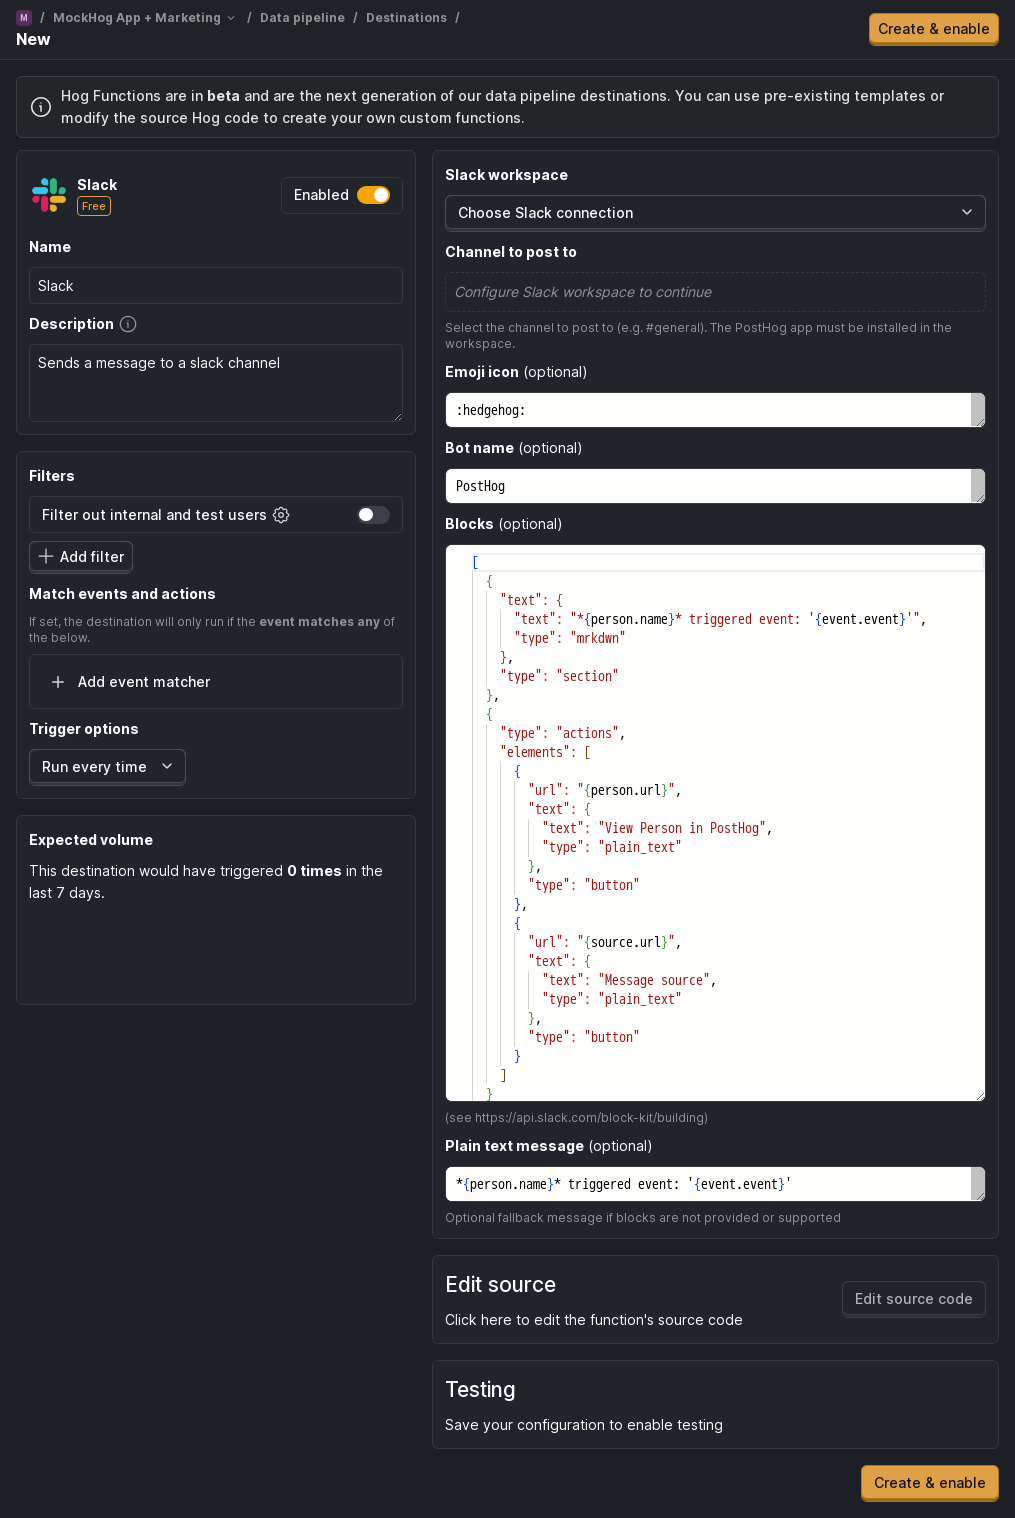 M / MockHog App + Marketing / Data pipeline / Destinations /
New
Create & enable
Hog Functions are in beta and are the next generation of our data pipeline destinations. You can use pre-existing templates or
modify the source Hog code to create your own custom functions.
Slack
Free
Enabled
Name
Slack
Description
Sends a message to a slack channel
Filters
Filter out internal and test users
Add filter
Match events and actions
If set, the destination will only run if the event matches any of
the below.
Add event matcher
Trigger options
Run every time
Expected volume
This destination would have triggered 0 times in the
last 7 days.
Slack workspace
Choose Slack connection
Channel to post to
Configure Slack workspace to continue
Select the channel to post to (e.g. #general). The PostHog app must be installed in the
workspace.
Emoji icon (optional)
:hedgehog:
Bot name (optional)
PostHog
Blocks (optional)
[
{
"text": {
"text": "*{person.name}* triggered event: '{event.event}'",
"type": "mrkdwn"
},
"type": "section"
},
{
"type": "actions",
"elements": [
{
"url": "{person.url}",
"text": {
"text": "View Person in PostHog",
"type": "plain_text"
},
"type": "button"
},
{
"url": "{source.url}",
"text": {
"text": "Message source",
"type": "plain_text"
},
"type": "button"
}
]
}
(see https://api.slack.com/block-kit/building)
Plain text message (optional)
*{person.name}* triggered event: '{event.event}'
Optional fallback message if blocks are not provided or supported
Edit source
Click here to edit the function's source code
Edit source code
Testing
Save your configuration to enable testing
Create & enable